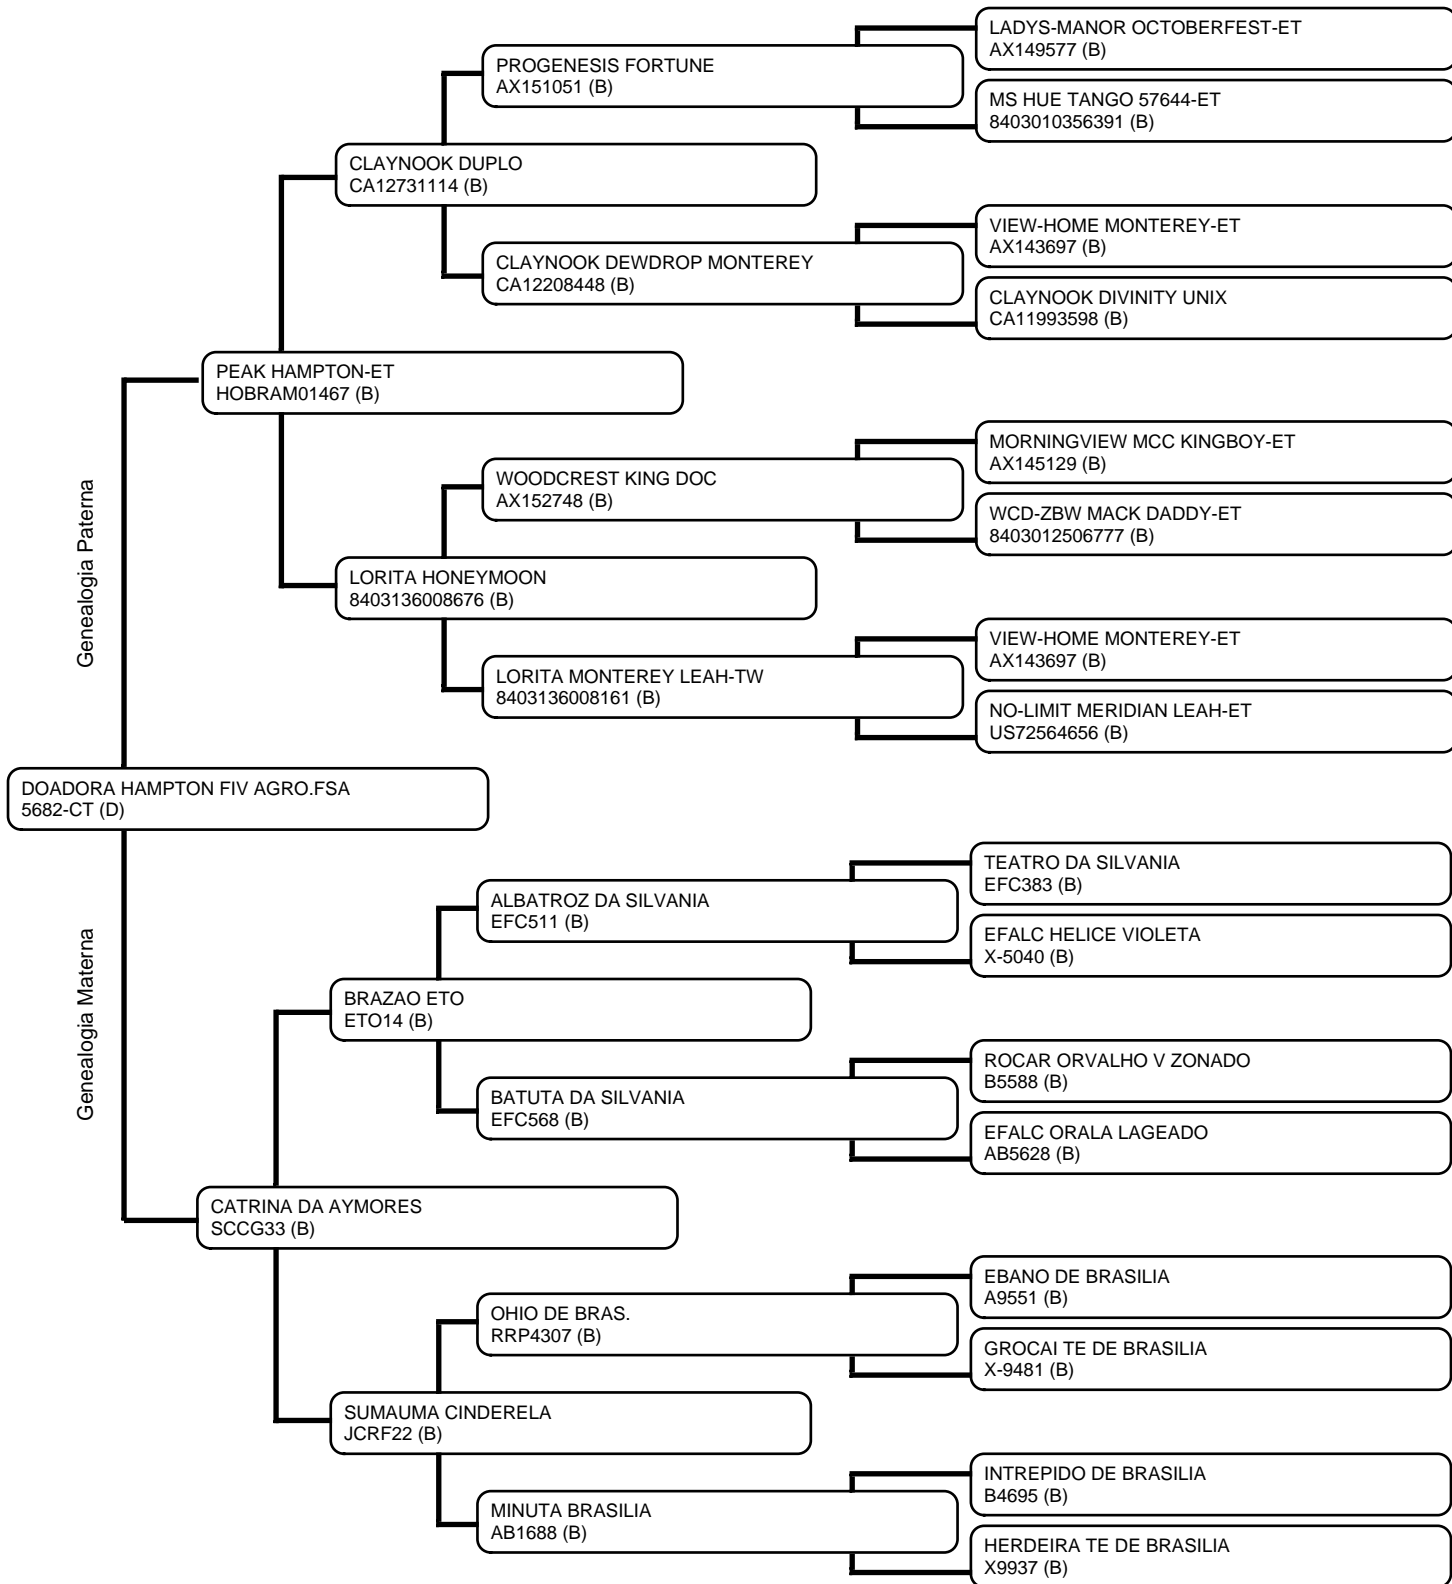 LADYS-MANOR OCTOBERFEST-ET
AX149577 (B)
PROGENESIS FORTUNE
AX151051 (B)
MS HUE TANGO 57644-ET
8403010356391 (B)
CLAYNOOK DUPLO
CA12731114 (B)
VIEW-HOME MONTEREY-ET
AX143697 (B)
CLAYNOOK DEWDROP MONTEREY
CA12208448 (B)
CLAYNOOK DIVINITY UNIX
CA11993598 (B)
PEAK HAMPTON-ET
HOBRAM01467 (B)
MORNINGVIEW MCC KINGBOY-ET
AX145129 (B)
WOODCREST KING DOC
AX152748 (B)
WCD-ZBW MACK DADDY-ET
8403012506777 (B)
LORITA HONEYMOON
8403136008676 (B)
Genealogia Paterna
VIEW-HOME MONTEREY-ET
AX143697 (B)
LORITA MONTEREY LEAH-TW
8403136008161 (B)
NO-LIMIT MERIDIAN LEAH-ET
US72564656 (B)
DOADORA HAMPTON FIV AGRO.FSA
5682-CT (D)
TEATRO DA SILVANIA
EFC383 (B)
ALBATROZ DA SILVANIA
EFC511 (B)
EFALC HELICE VIOLETA
X-5040 (B)
BRAZAO ETO
ETO14 (B)
Genealogia Materna
ROCAR ORVALHO V ZONADO
B5588 (B)
BATUTA DA SILVANIA
EFC568 (B)
EFALC ORALA LAGEADO
AB5628 (B)
CATRINA DA AYMORES
SCCG33 (B)
EBANO DE BRASILIA
A9551 (B)
OHIO DE BRAS.
RRP4307 (B)
GROCAI TE DE BRASILIA
X-9481 (B)
SUMAUMA CINDERELA
JCRF22 (B)
INTREPIDO DE BRASILIA
B4695 (B)
MINUTA BRASILIA
AB1688 (B)
HERDEIRA TE DE BRASILIA
X9937 (B)